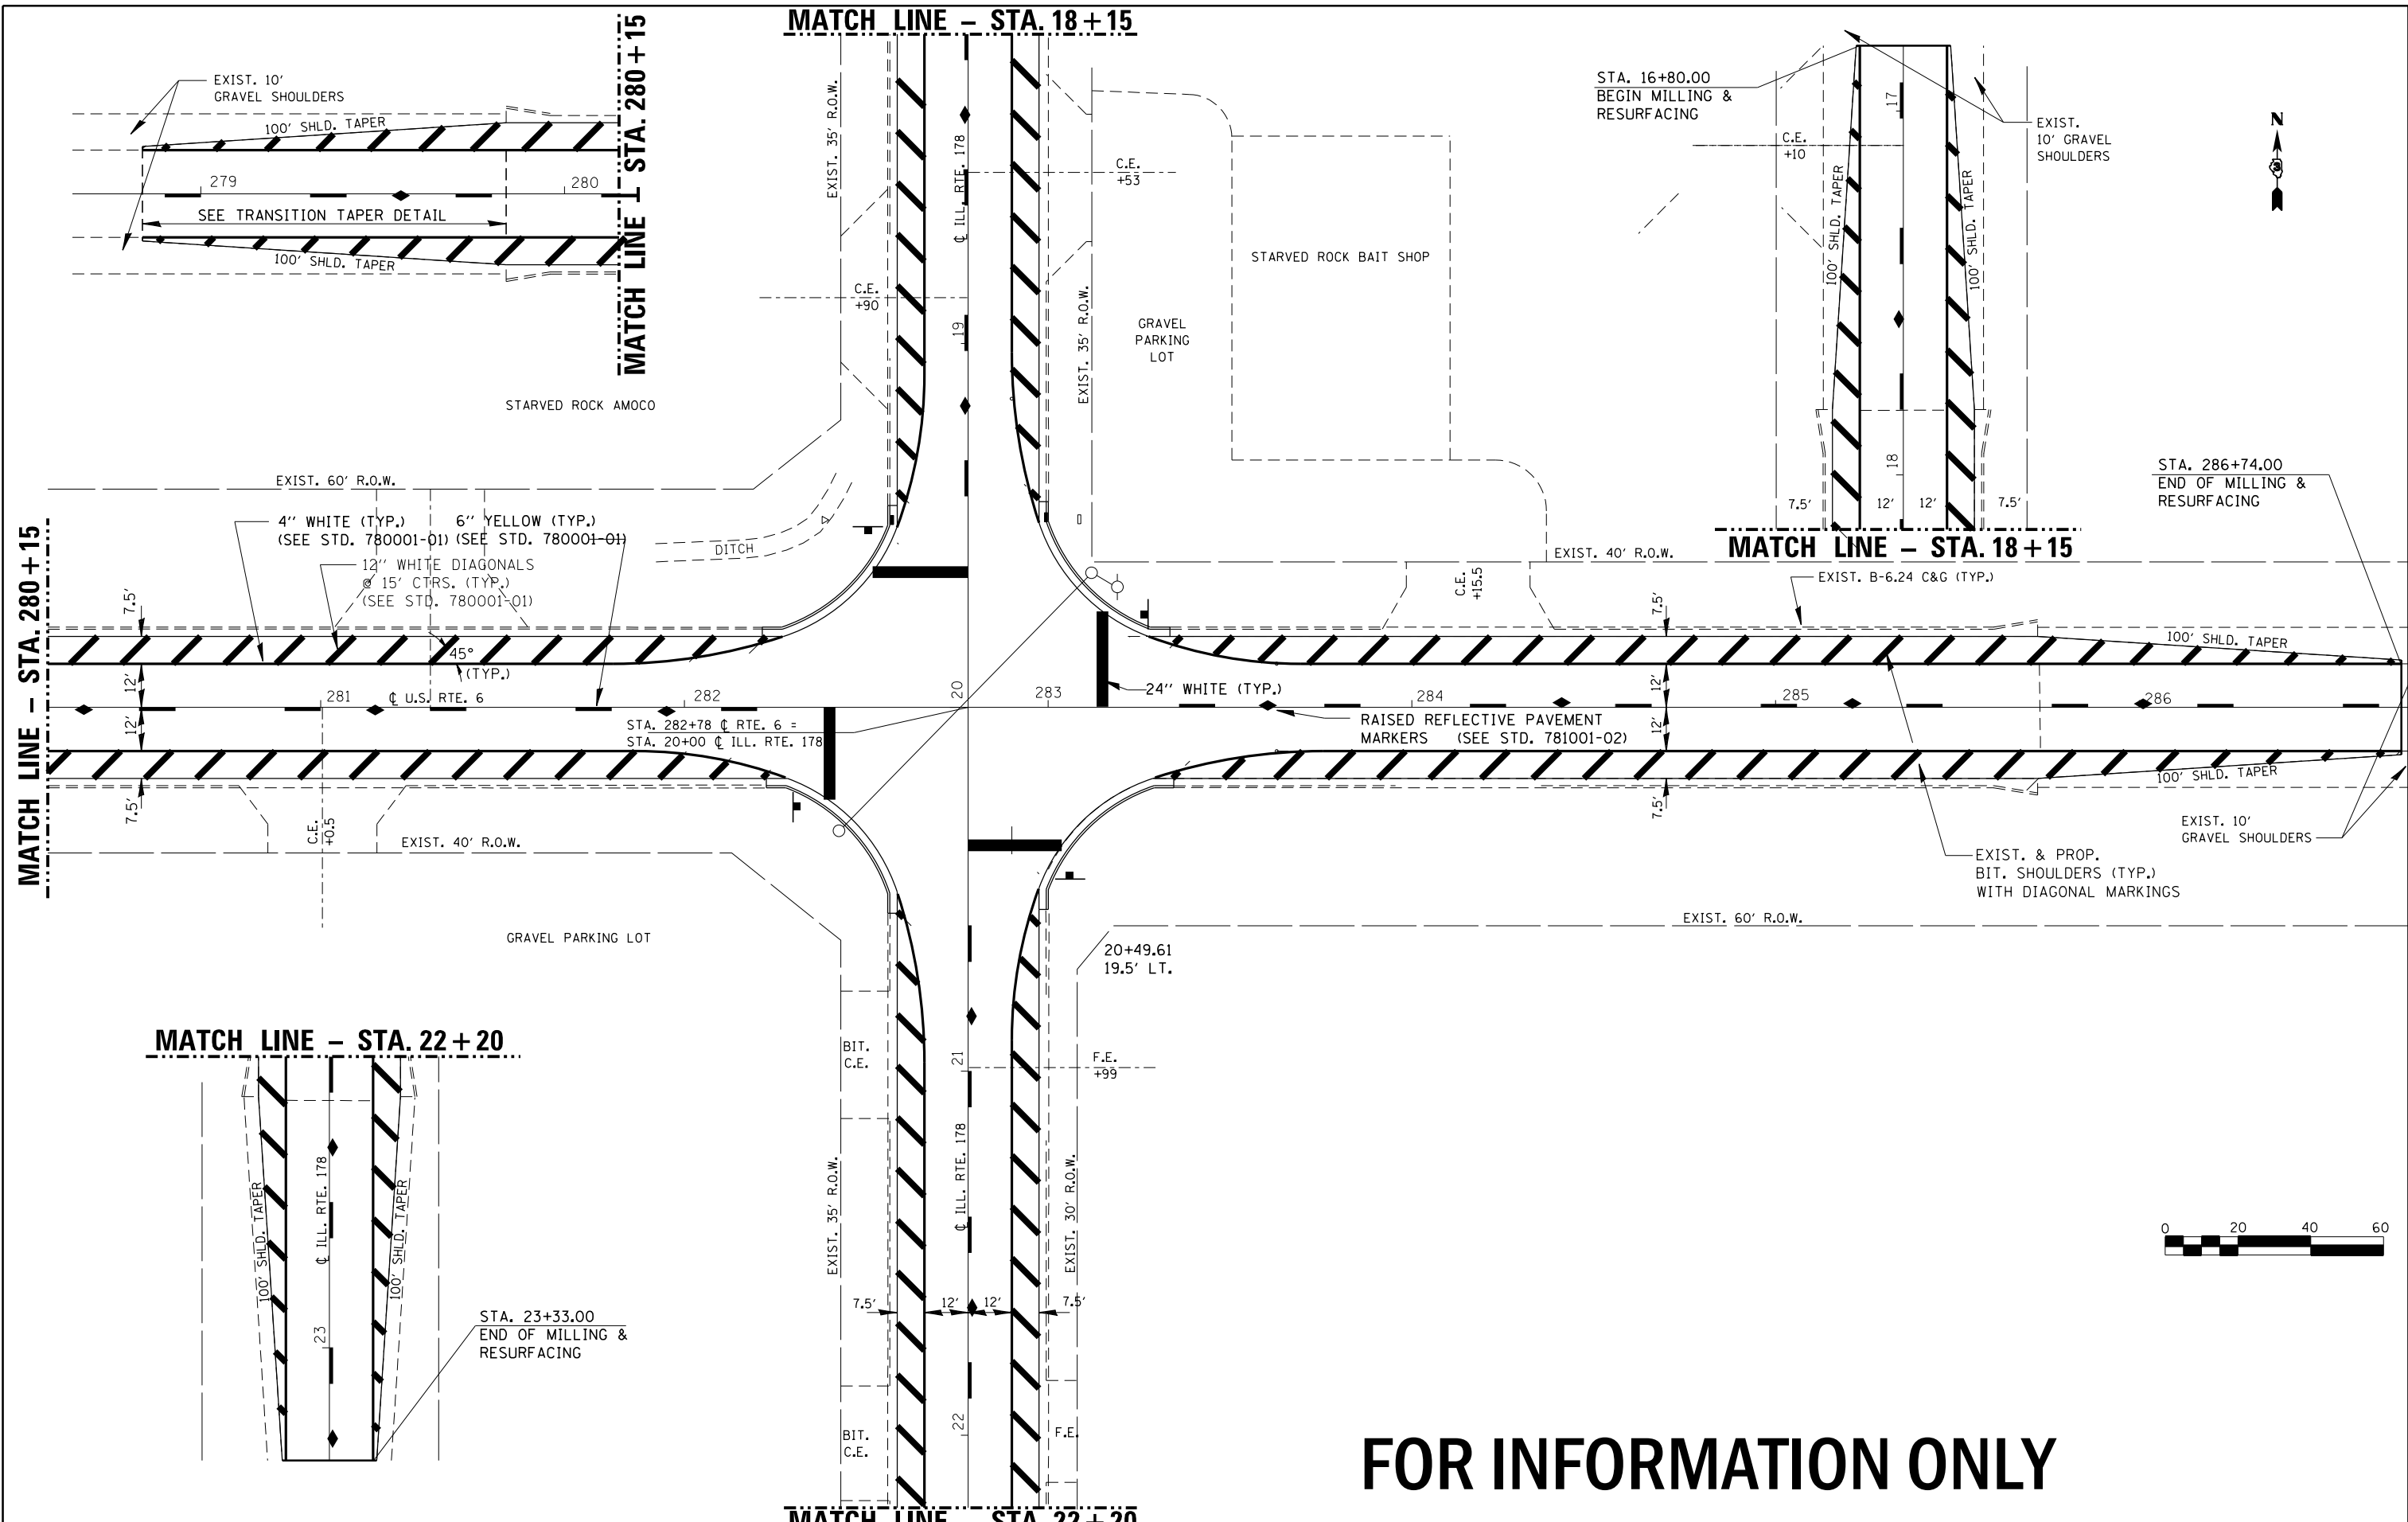 MATCH LINE – STA. 18+15
EXIST. 10'
GRAVEL SHOULDERS
100' SHLD. TAPER
279
280
SEE TRANSITION TAPER DETAIL
100' SHLD. TAPER
MATCH LINE – STA. 280+15
STARVED ROCK AMOCO
EXIST. 35' R.O.W.
℄ ILL. RTE. 178
C.E.
+53
C.E.
+90
19
EXIST. 35' R.O.W.
GRAVEL
PARKING
LOT
STARVED ROCK BAIT SHOP
STA. 16+80.00
BEGIN MILLING &
RESURFACING
C.E.
+10
17
EXIST.
10' GRAVEL
SHOULDERS
100' SHLD. TAPER
100' SHLD. TAPER
18
7.5'
12'
12'
7.5'
MATCH LINE – STA. 18+15
N
3
STA. 286+74.00
END OF MILLING &
RESURFACING
EXIST. 60' R.O.W.
4'' WHITE (TYP.)
(SEE STD. 780001-01)
6'' YELLOW (TYP.)
(SEE STD. 780001-01)
12'' WHITE DIAGONALS
@ 15' CTRS. (TYP.)
(SEE STD. 780001-01)
DITCH
MATCH LINE – STA. 280+15
7.5'
12'
12'
7.5'
45°
(TYP.)
281
℄ U.S. RTE. 6
282
STA. 282+78 ℄ RTE. 6 =
STA. 20+00 ℄ ILL. RTE. 178
20
283
24'' WHITE (TYP.)
284
285
286
RAISED REFLECTIVE PAVEMENT
MARKERS (SEE STD. 781001-02)
EXIST. 40' R.O.W.
C.E.
+15.5
EXIST. B-6.24 C&G (TYP.)
7.5'
12'
12'
7.5'
100' SHLD. TAPER
100' SHLD. TAPER
EXIST. 10'
GRAVEL SHOULDERS
EXIST. & PROP.
BIT. SHOULDERS (TYP.)
WITH DIAGONAL MARKINGS
EXIST. 60' R.O.W.
C.E.
+0.5
EXIST. 40' R.O.W.
GRAVEL PARKING LOT
20+49.61
19.5' LT.
BIT.
C.E.
21
F.E.
+99
EXIST. 35' R.O.W.
℄ ILL. RTE. 178
EXIST. 30' R.O.W.
7.5'
12'
12'
7.5'
22
BIT.
C.E.
F.E.
MATCH LINE – STA. 22+20
MATCH LINE – STA. 22+20
100' SHLD. TAPER
℄ ILL. RTE. 178
100' SHLD. TAPER
23
STA. 23+33.00
END OF MILLING &
RESURFACING
0 20 40 60
FOR INFORMATION ONLY